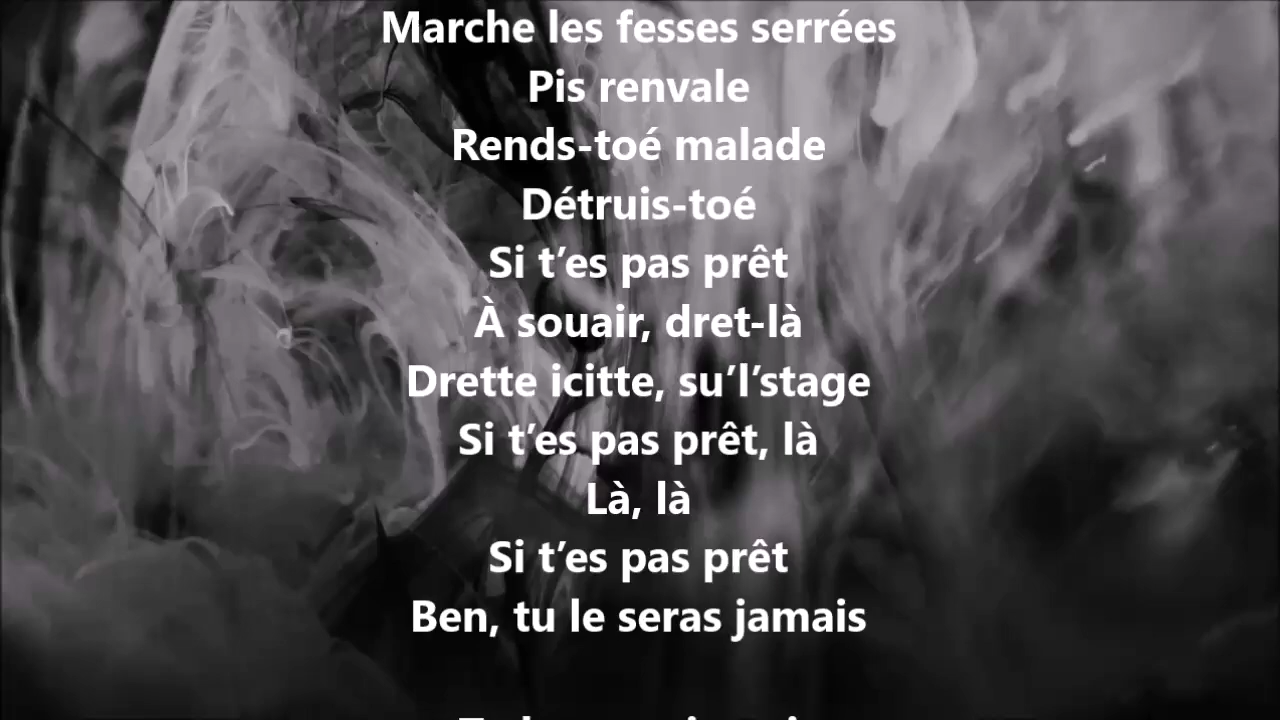 Marche les fesses serrées
Pis renvale
Rends-toé malade
Détruis-toé
Si t’es pas prêt
À souair, dret-là
Drette icitte, su’l’stage
Si t’es pas prêt, là
Là, là
Si t’es pas prêt
Ben, tu le seras jamais